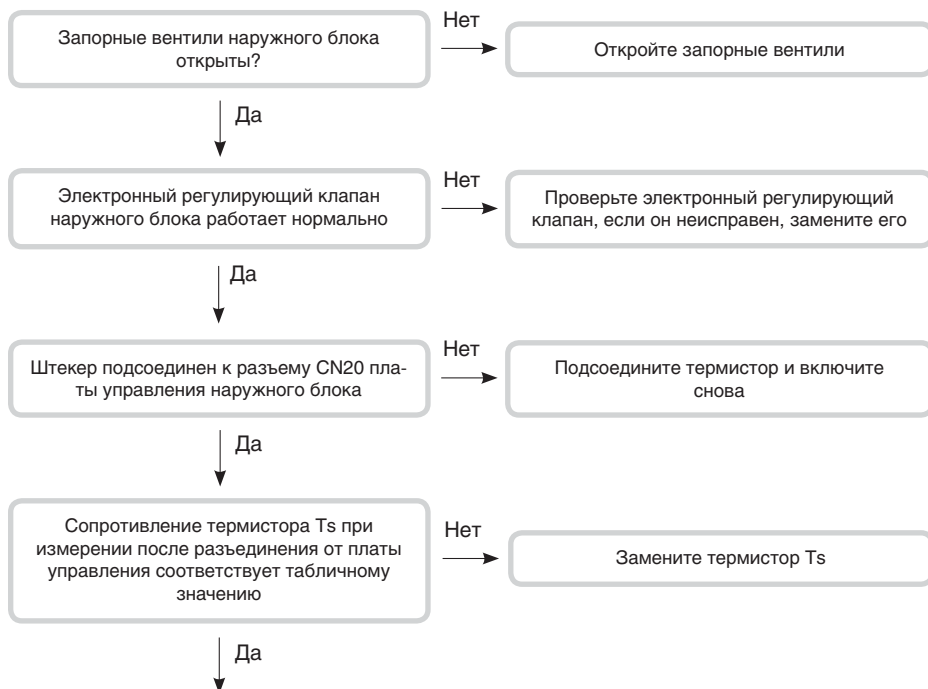 Запорные вентили наружного блока
открыты?
Нет
Откройте запорные вентили
Да
Электронный регулирующий клапан
наружного блока работает нормально
Нет
Проверьте электронный регулирующий
клапан, если он неисправен, замените его
Да
Штекер подсоединен к разъему CN20 пла-
ты управления наружного блока
Нет
Подсоедините термистор и включите
снова
Да
Сопротивление термистора Ts при
измерении после разъединения от платы
управления соответствует табличному
значению
Нет
Замените термистор Ts
Да